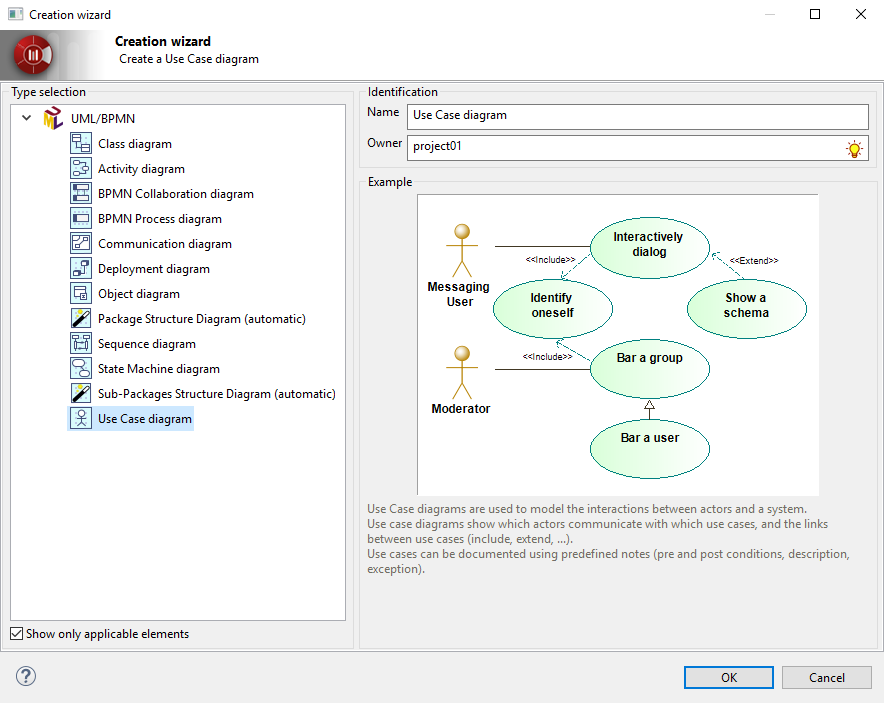 Creation wizard
Creation wizard
Create a Use Case diagram
Type selection
UML/BPMN
Class diagram
Activity diagram
BPMN Collaboration diagram
BPMN Process diagram
Communication diagram
Deployment diagram
Object diagram
Package Structure Diagram (automatic)
Sequence diagram
State Machine diagram
Sub-Packages Structure Diagram (automatic)
Use Case diagram
Show only applicable elements
Identification
Name
Use Case diagram
Owner
project01
Example
Interactively
dialog
<<Include>>
<<Extend>>
Messaging
User
Identify
oneself
Show a
schema
<<Include>>
Bar a group
Moderator
Bar a user
Use Case diagrams are used to model the interactions between actors and a system.
Use case diagrams show which actors communicate with which use cases, and the links
between use cases (include, extend, ...).
Use cases can be documented using predefined notes (pre and post conditions, description,
exception).
?
OK
Cancel